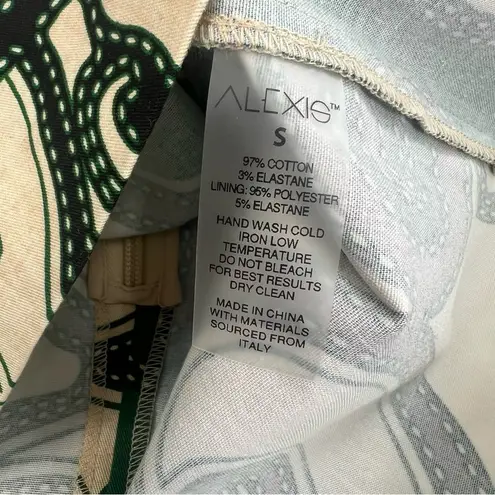 ALEXIS™
S
97% COTTON
3% ELASTANE
LINING: 95% POLYESTER
5% ELASTANE
HAND WASH COLD
IRON LOW
TEMPERATURE
DO NOT BLEACH
FOR BEST RESULTS
DRY CLEAN
MADE IN CHINA
WITH MATERIALS
SOURCED FROM
ITALY